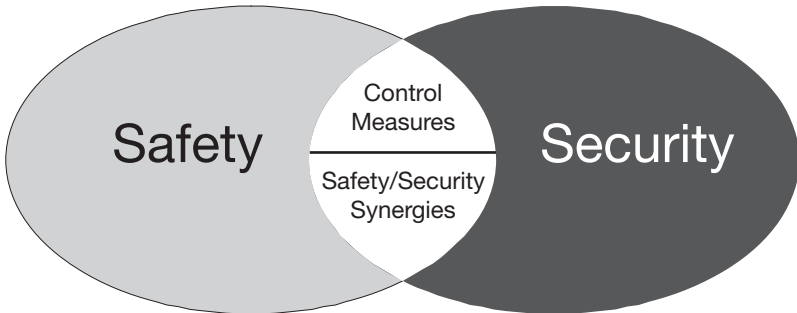 Safety
Control
Measures
Safety/Security
Synergies
Security